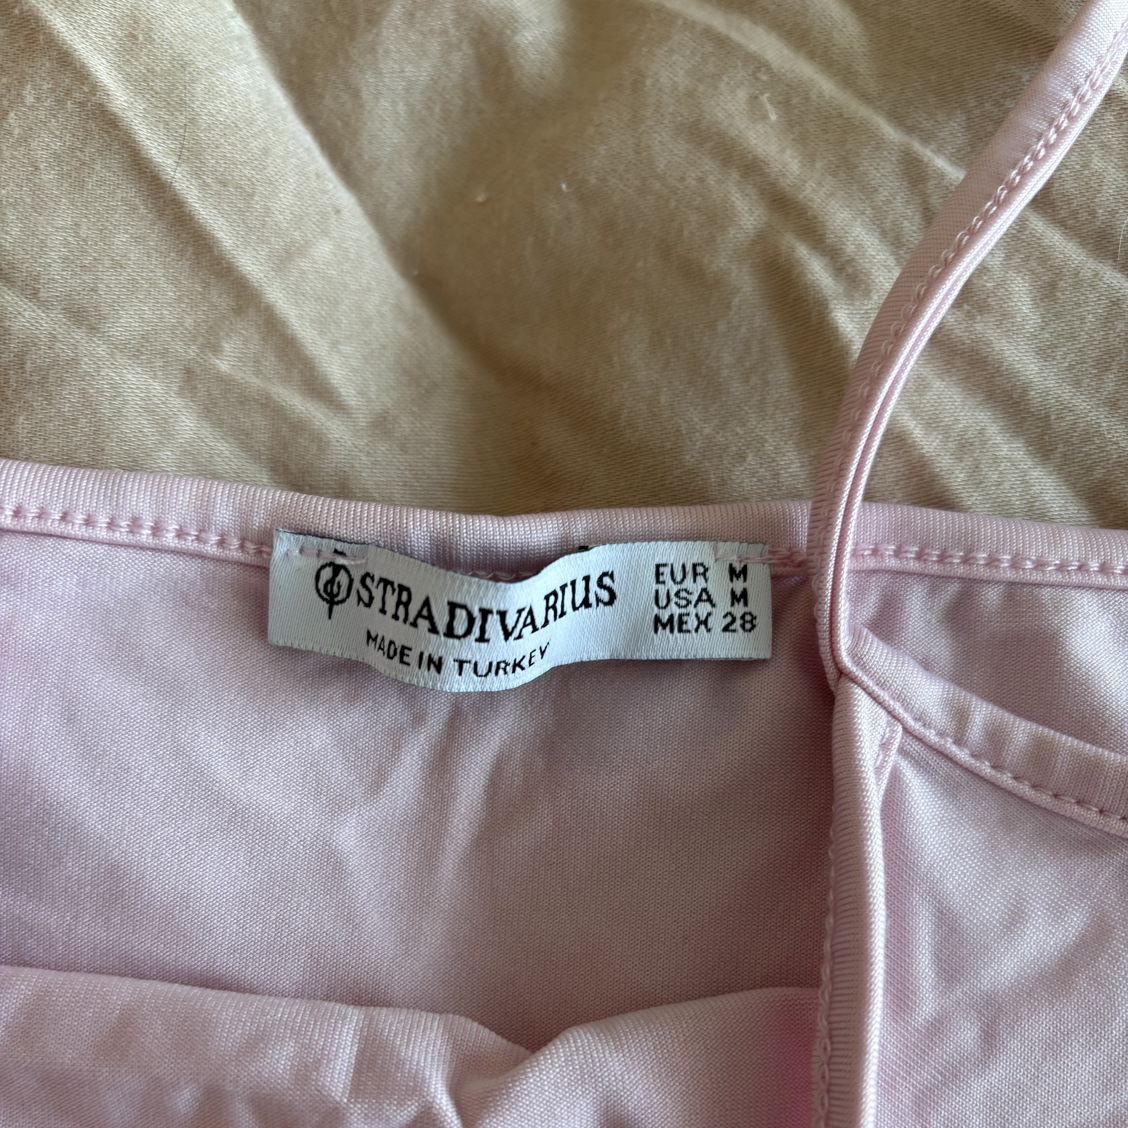 STRADIVARIUS
MADE IN TURKEY
EUR M
USA M
MEX 28